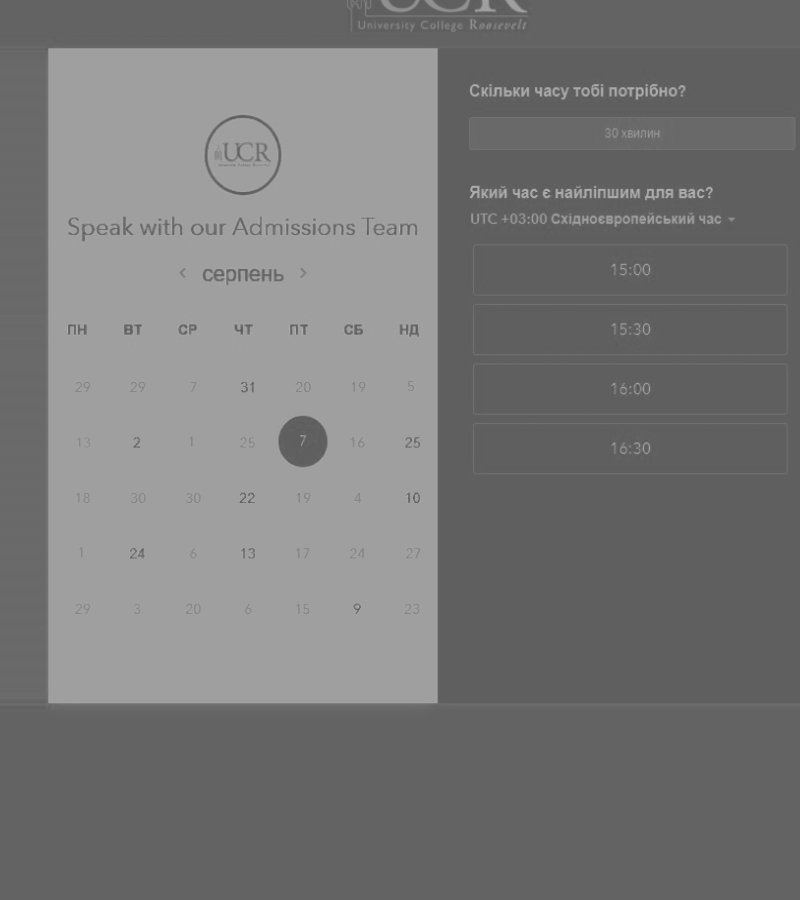 UCR
University College Roosevelt
UCR
Speak with our Admissions Team
серпень
ПН ВТ СР ЧТ ПТ СБ НД
29 29 7 31 20 19 5
13 2 1 25 7 16 25
18 30 30 22 19 4 10
1 24 6 13 17 24 27
29 3 20 6 15 9 23
Скільки часу тобі потрібно?
30 хвилин
Який час є найліпшим для вас?
UTC +03:00 Східноєвропейський час
15:00
15:30
16:00
16:30